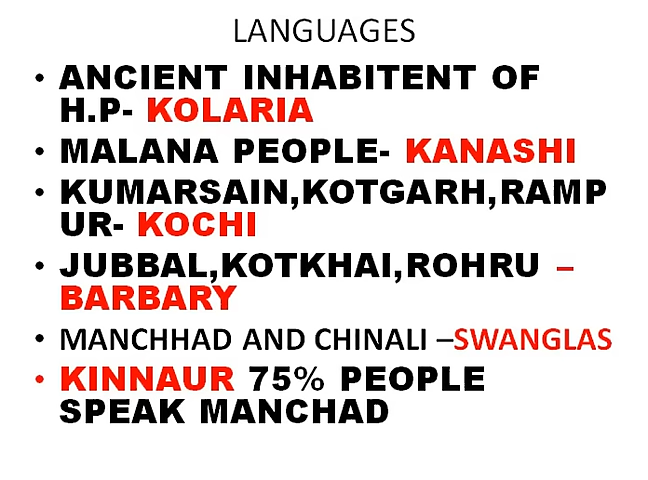 LANGUAGES
• ANCIENT INHABITENT OF
H.P- KOLARIA
• MALANA PEOPLE- KANASHI
• KUMARSAIN,KOTGARH,RAMP
UR- KOCHI
• JUBBAL,KOTKHAI,ROHRU –
BARBARY
• MANCHHAD AND CHINALI –SWANGLAS
• KINNAUR 75% PEOPLE
SPEAK MANCHAD